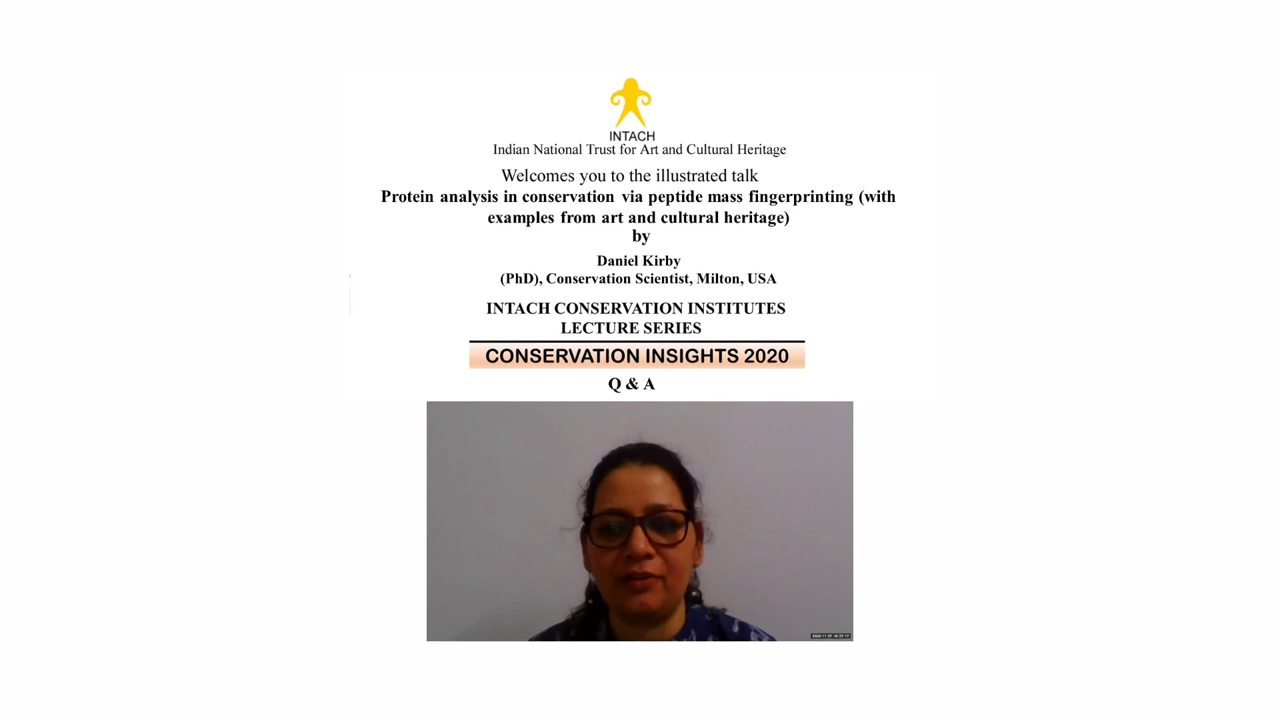 INTACH
Indian National Trust for Art and Cultural Heritage
Welcomes you to the illustrated talk
Protein analysis in conservation via peptide mass fingerprinting (with
examples from art and cultural heritage)
by
Daniel Kirby
(PhD), Conservation Scientist, Milton, USA
INTACH CONSERVATION INSTITUTES
LECTURE SERIES
CONSERVATION INSIGHTS 2020
Q & A